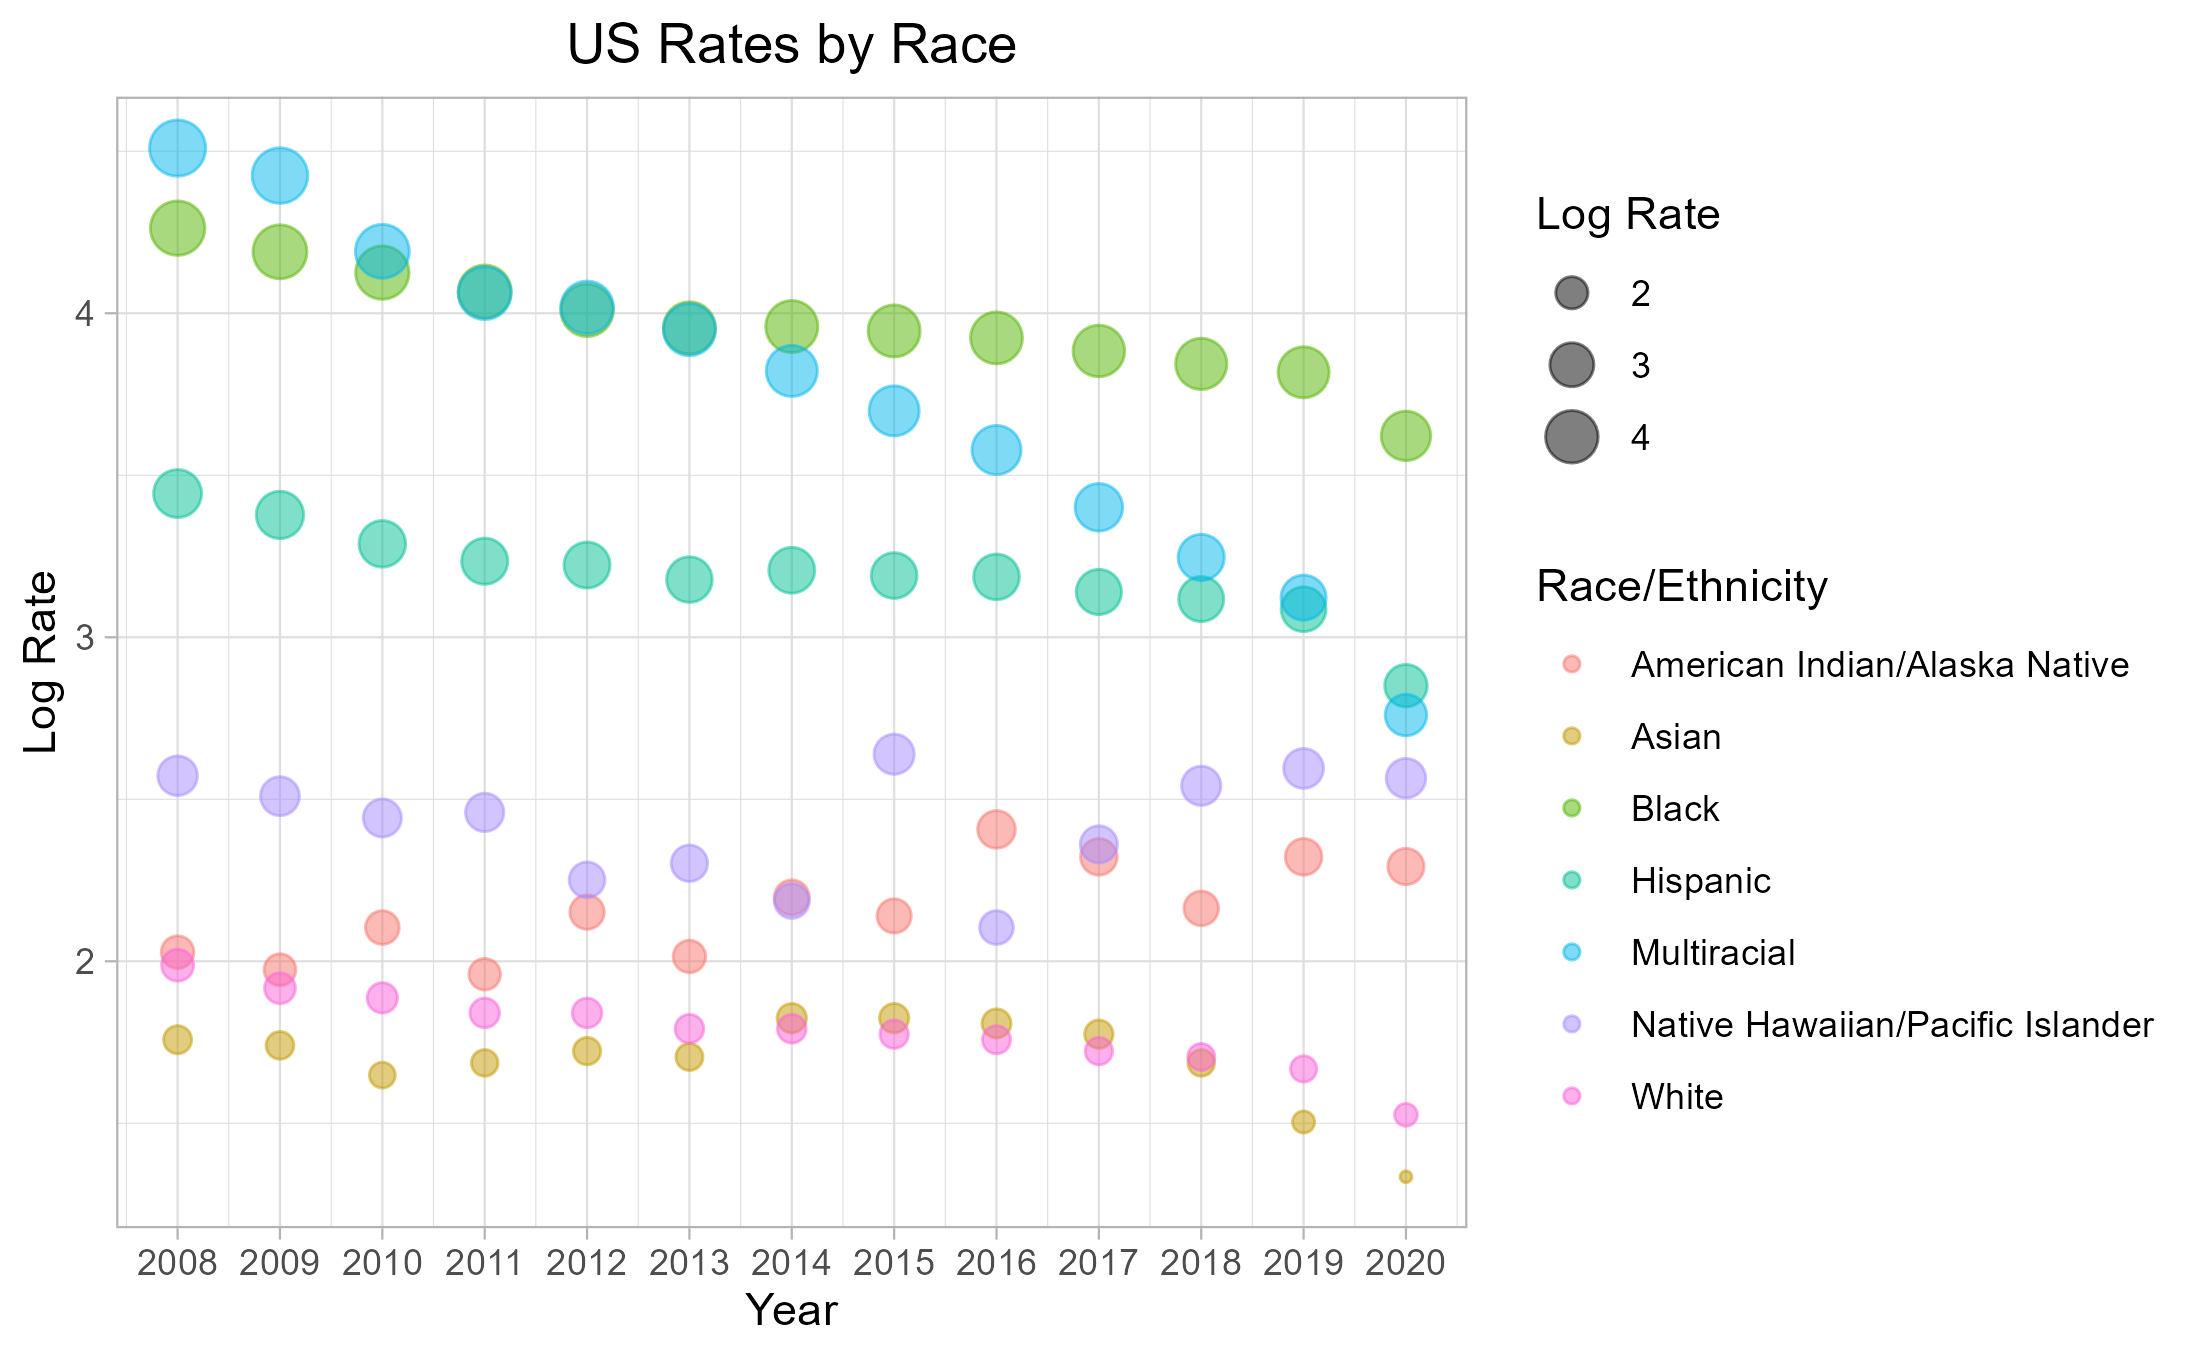 US Rates by Race
Log Rate
4
3
2
2008 2009 2010 2011 2012 2013 2014 2015 2016 2017 2018 2019 2020
Year
Log Rate
2
3
4
Race/Ethnicity
American Indian/Alaska Native
Asian
Black
Hispanic
Multiracial
Native Hawaiian/Pacific Islander
White